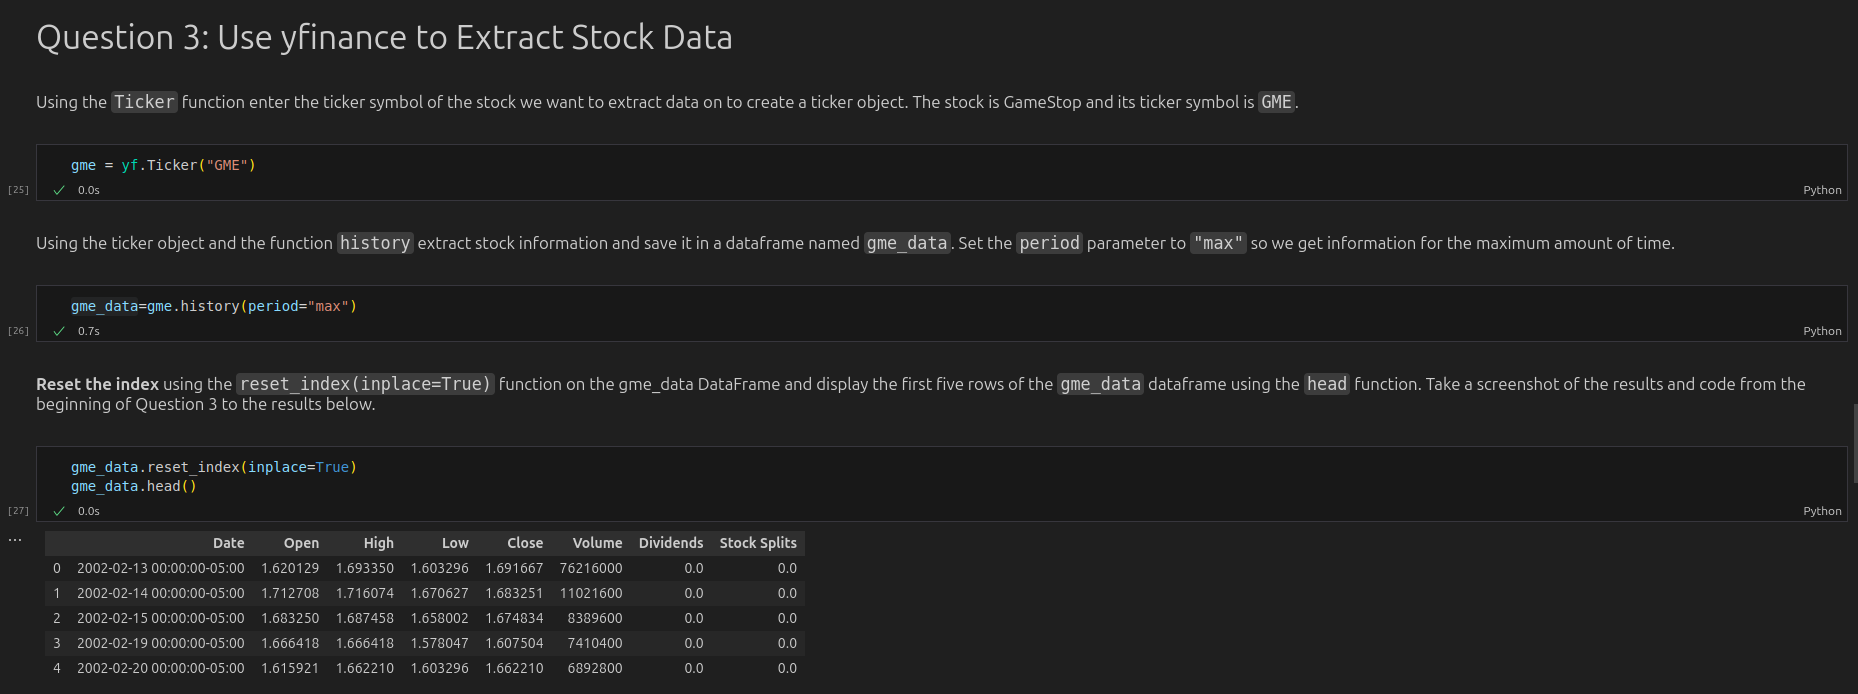 Question 3: Use yfinance to Extract Stock Data
Using the Ticker function enter the ticker symbol of the stock we want to extract data on to create a ticker object. The stock is GameStop and its ticker symbol is GME.
gme = yf.Ticker("GME")
[25] 0.0s Python
Using the ticker object and the function history extract stock information and save it in a dataframe named gme_data. Set the period parameter to "max" so we get information for the maximum amount of time.
gme_data=gme.history(period="max")
[26] 0.7s Python
Reset the index using the reset_index(inplace=True) function on the gme_data DataFrame and display the first five rows of the gme_data dataframe using the head function. Take a screenshot of the results and code from the
beginning of Question 3 to the results below.
gme_data.reset_index(inplace=True)
gme_data.head()
[27] 0.0s Python
... Date Open High Low Close Volume Dividends Stock Splits
0 2002-02-13 00:00:00-05:00 1.620129 1.693350 1.603296 1.691667 76216000 0.0 0.0
1 2002-02-14 00:00:00-05:00 1.712708 1.716074 1.670627 1.683251 11021600 0.0 0.0
2 2002-02-15 00:00:00-05:00 1.683250 1.687458 1.658002 1.674834 8389600 0.0 0.0
3 2002-02-19 00:00:00-05:00 1.666418 1.666418 1.578047 1.607504 7410400 0.0 0.0
4 2002-02-20 00:00:00-05:00 1.615921 1.662210 1.603296 1.662210 6892800 0.0 0.0